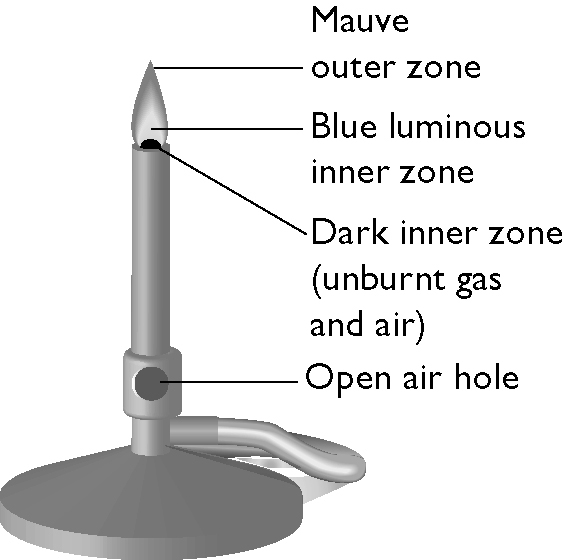 Mauve
outer zone
Blue luminous
inner zone
Dark inner zone
(unburnt gas
and air)
Open air hole